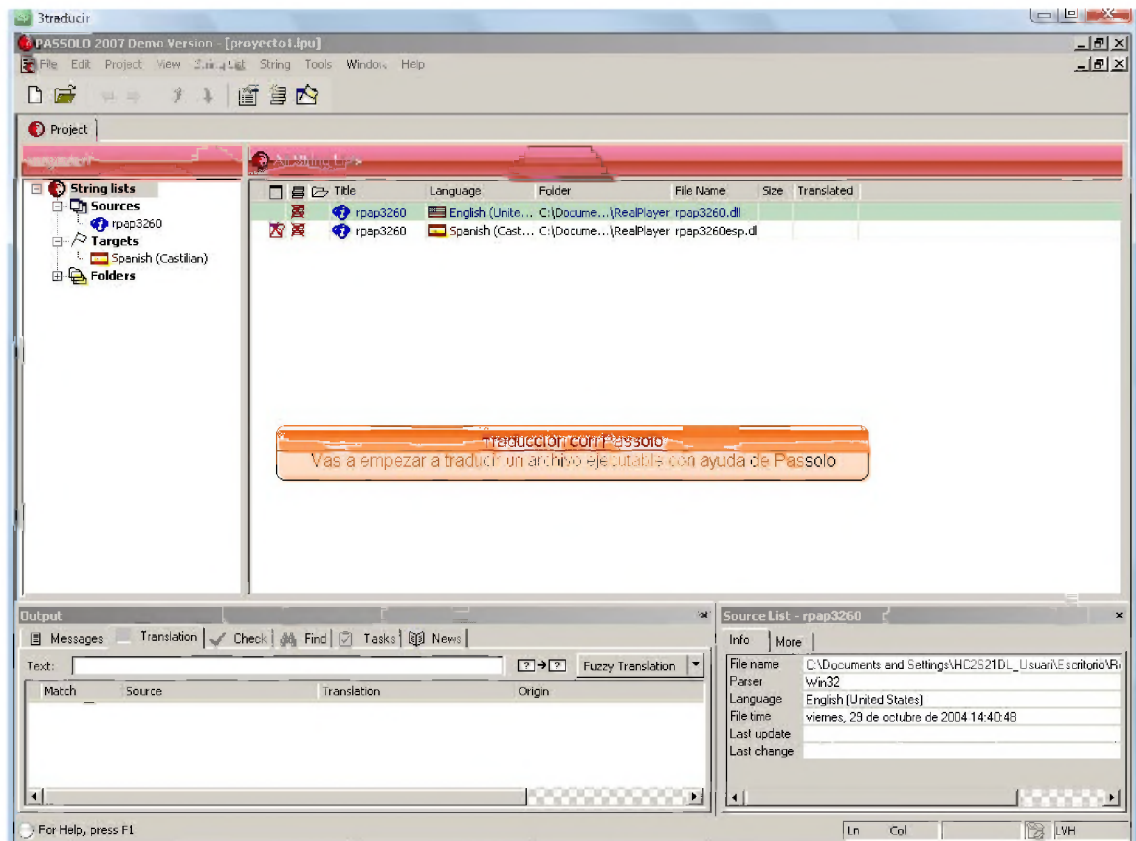 3traducir
PASSOLO 2007 Demo Version - [proyecto1.lpu]
File Edit Project View String List String Tools Window Help
Project
String lists
Sources
rpap3260
Targets
Spanish (Castilian)
Folders
Title Language Folder File Name Size Translated
rpap3260 English (Unite... C:\Docume...\RealPlayer rpap3260.dll
rpap3260 Spanish (Cast... C:\Docume...\RealPlayer rpap3260esp.dl
Traducción con Passolo
Vas a empezar a traducir un archivo ejecutable con ayuda de Passolo
Output
Messages Translation Check Find Tasks News
Text: Fuzzy Translation
Match Source Translation Origin
Source List - rpap3260
Info More
File name C:\Documents and Settings\HC2S21DL_Usuari\Escritorio\R
Parser Win32
Language English (United States)
File time viernes, 29 de octubre de 2004 14:40:48
Last update
Last change
For Help, press F1
Ln Col LVH